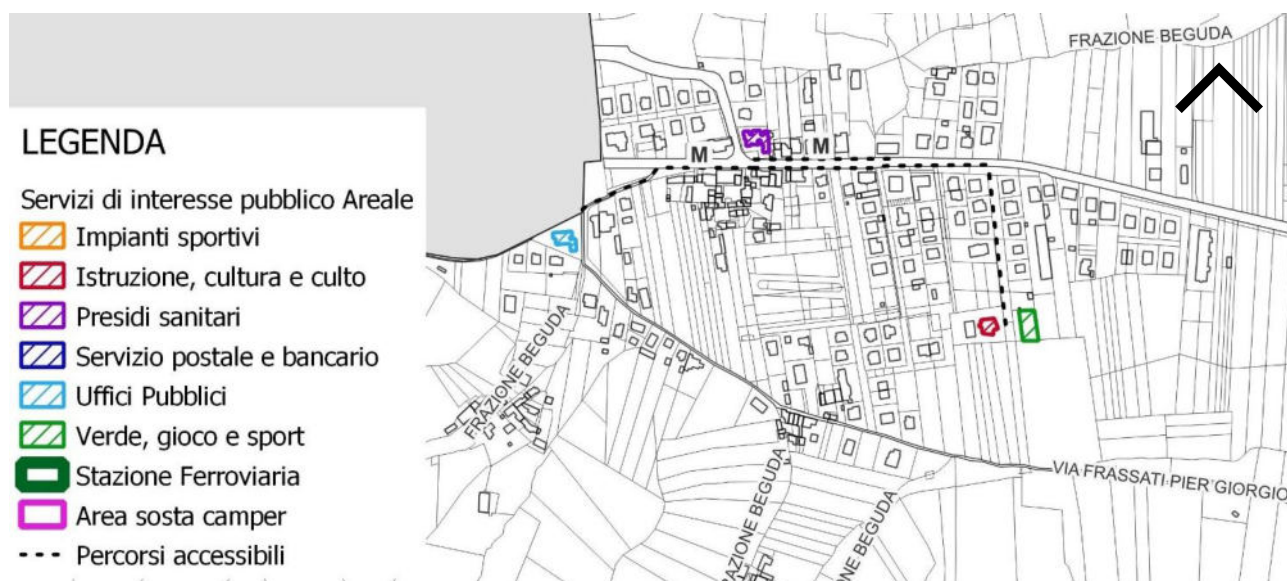 FRAZIONE BEGUDA
LEGENDA
Servizi di interesse pubblico Areale
Impianti sportivi
Istruzione, cultura e culto
Presidi sanitari
Servizio postale e bancario
Uffici Pubblici
Verde, gioco e sport
Stazione Ferroviaria
Area sosta camper
Percorsi accessibili
M
M
FRAZIONE BEGUDA
VIA FRASSATI PIER GIORGIO
FRAZIONE BEGUDA
ONE BEGUDA